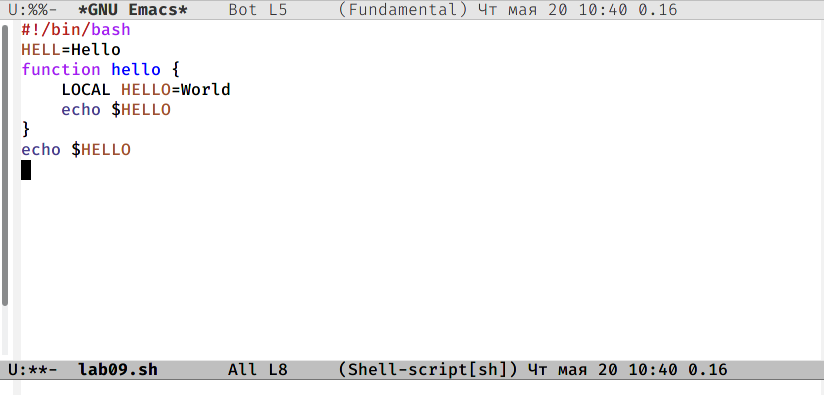 U:%%-  *GNU Emacs*    Bot L5     (Fundamental) Чт мая 20 10:40 0.16
#!/bin/bash
HELL=Hello
function hello {
    LOCAL HELLO=World
    echo $HELLO
}
echo $HELLO
U:**-  lab09.sh       All L8     (Shell-script[sh]) Чт мая 20 10:40 0.16